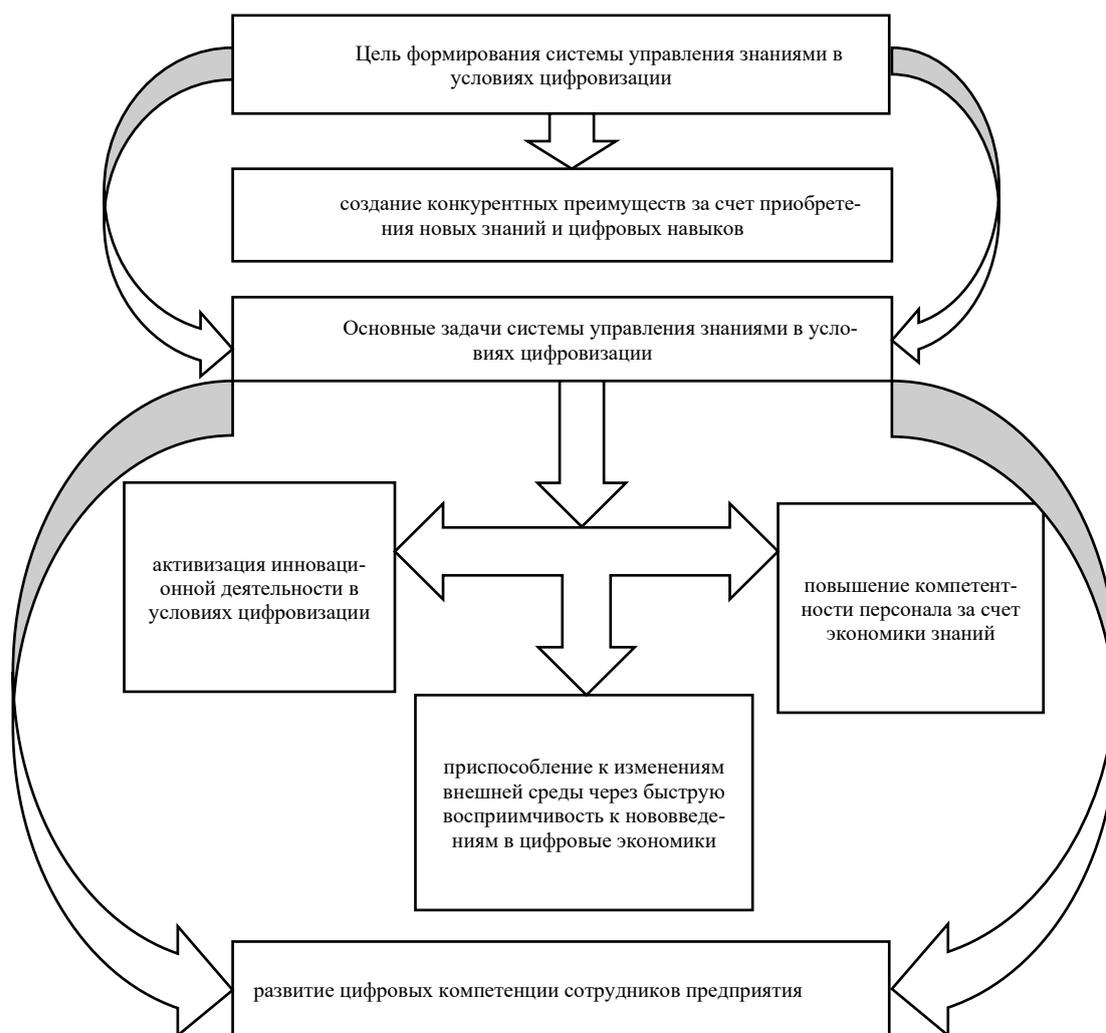 Цель формирования системы управления знаниями в
условиях цифровизации
создание конкурентных преимуществ за счет приобрете-
ния новых знаний и цифровых навыков
Основные задачи системы управления знаниями в усло-
виях цифровизации
активизация инноваци-
онной деятельности в
условиях цифровизации
повышение компетент-
ности персонала за счет
экономики знаний
приспособление к изменениям
внешней среды через быструю
восприимчивость к нововведе-
ниям в цифровые экономики
развитие цифровых компетенции сотрудников предприятия